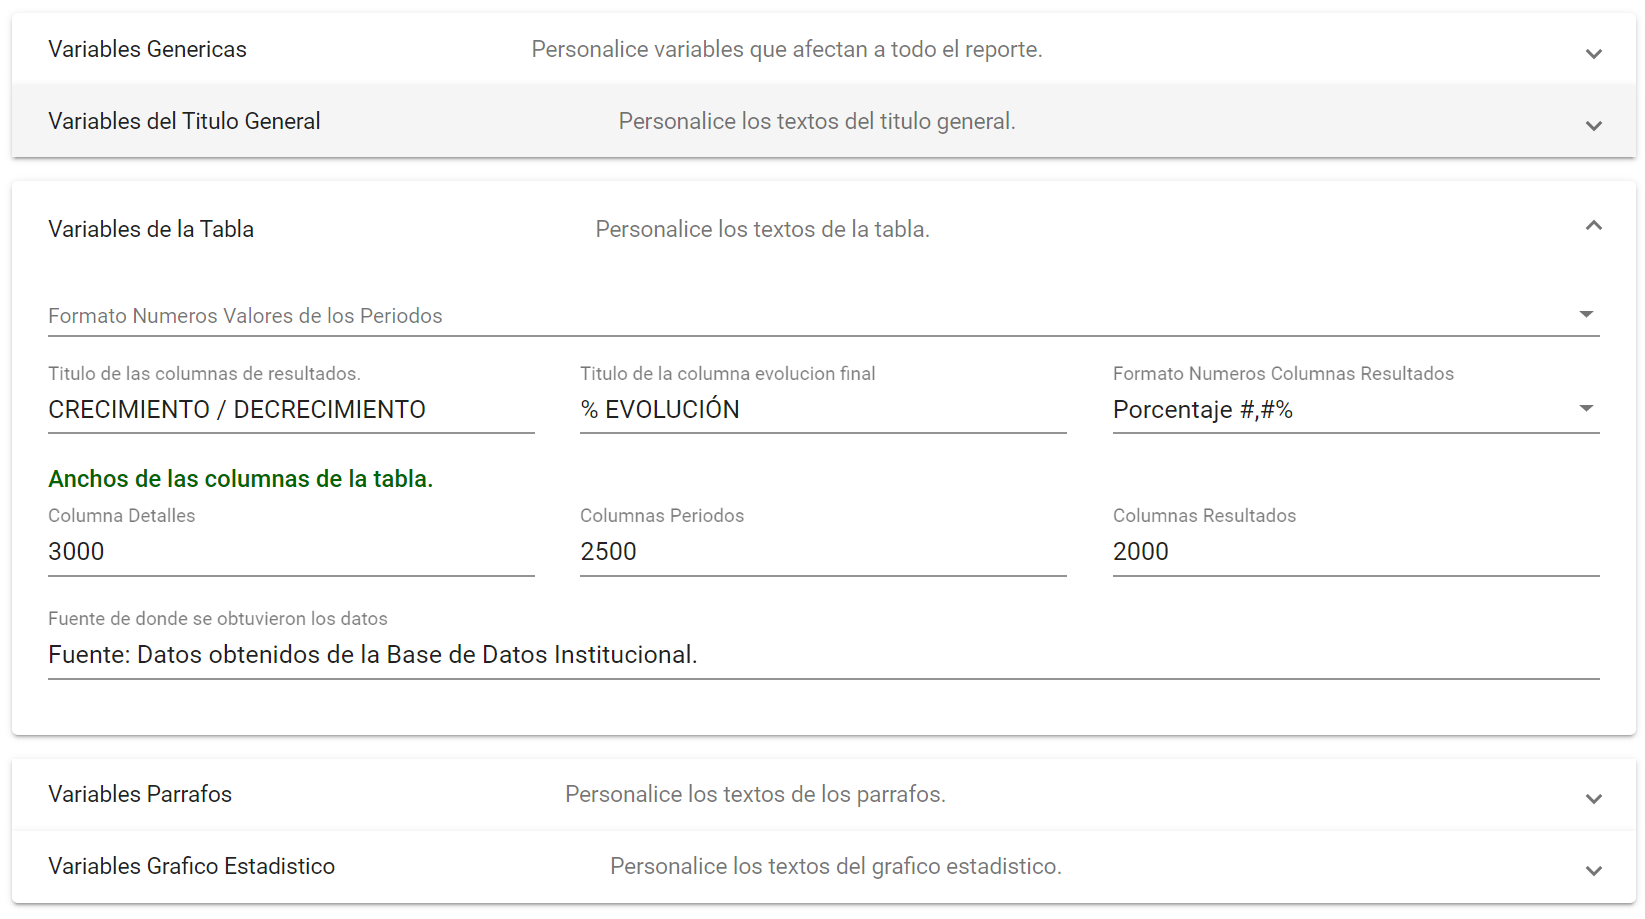 Variables Genericas Personalice variables que afectan a todo el reporte.
Variables del Titulo General Personalice los textos del titulo general.
Variables de la Tabla Personalice los textos de la tabla.
Formato Numeros Valores de los Periodos
Titulo de las columnas de resultados. Titulo de la columna evolucion final Formato Numeros Columnas Resultados
CRECIMIENTO / DECRECIMIENTO % EVOLUCIÓN Porcentaje #,#%
Anchos de las columnas de la tabla.
Columna Detalles Columnas Periodos Columnas Resultados
3000 2500 2000
Fuente de donde se obtuvieron los datos
Fuente: Datos obtenidos de la Base de Datos Institucional.
Variables Parrafos Personalice los textos de los parrafos.
Variables Grafico Estadistico Personalice los textos del grafico estadistico.